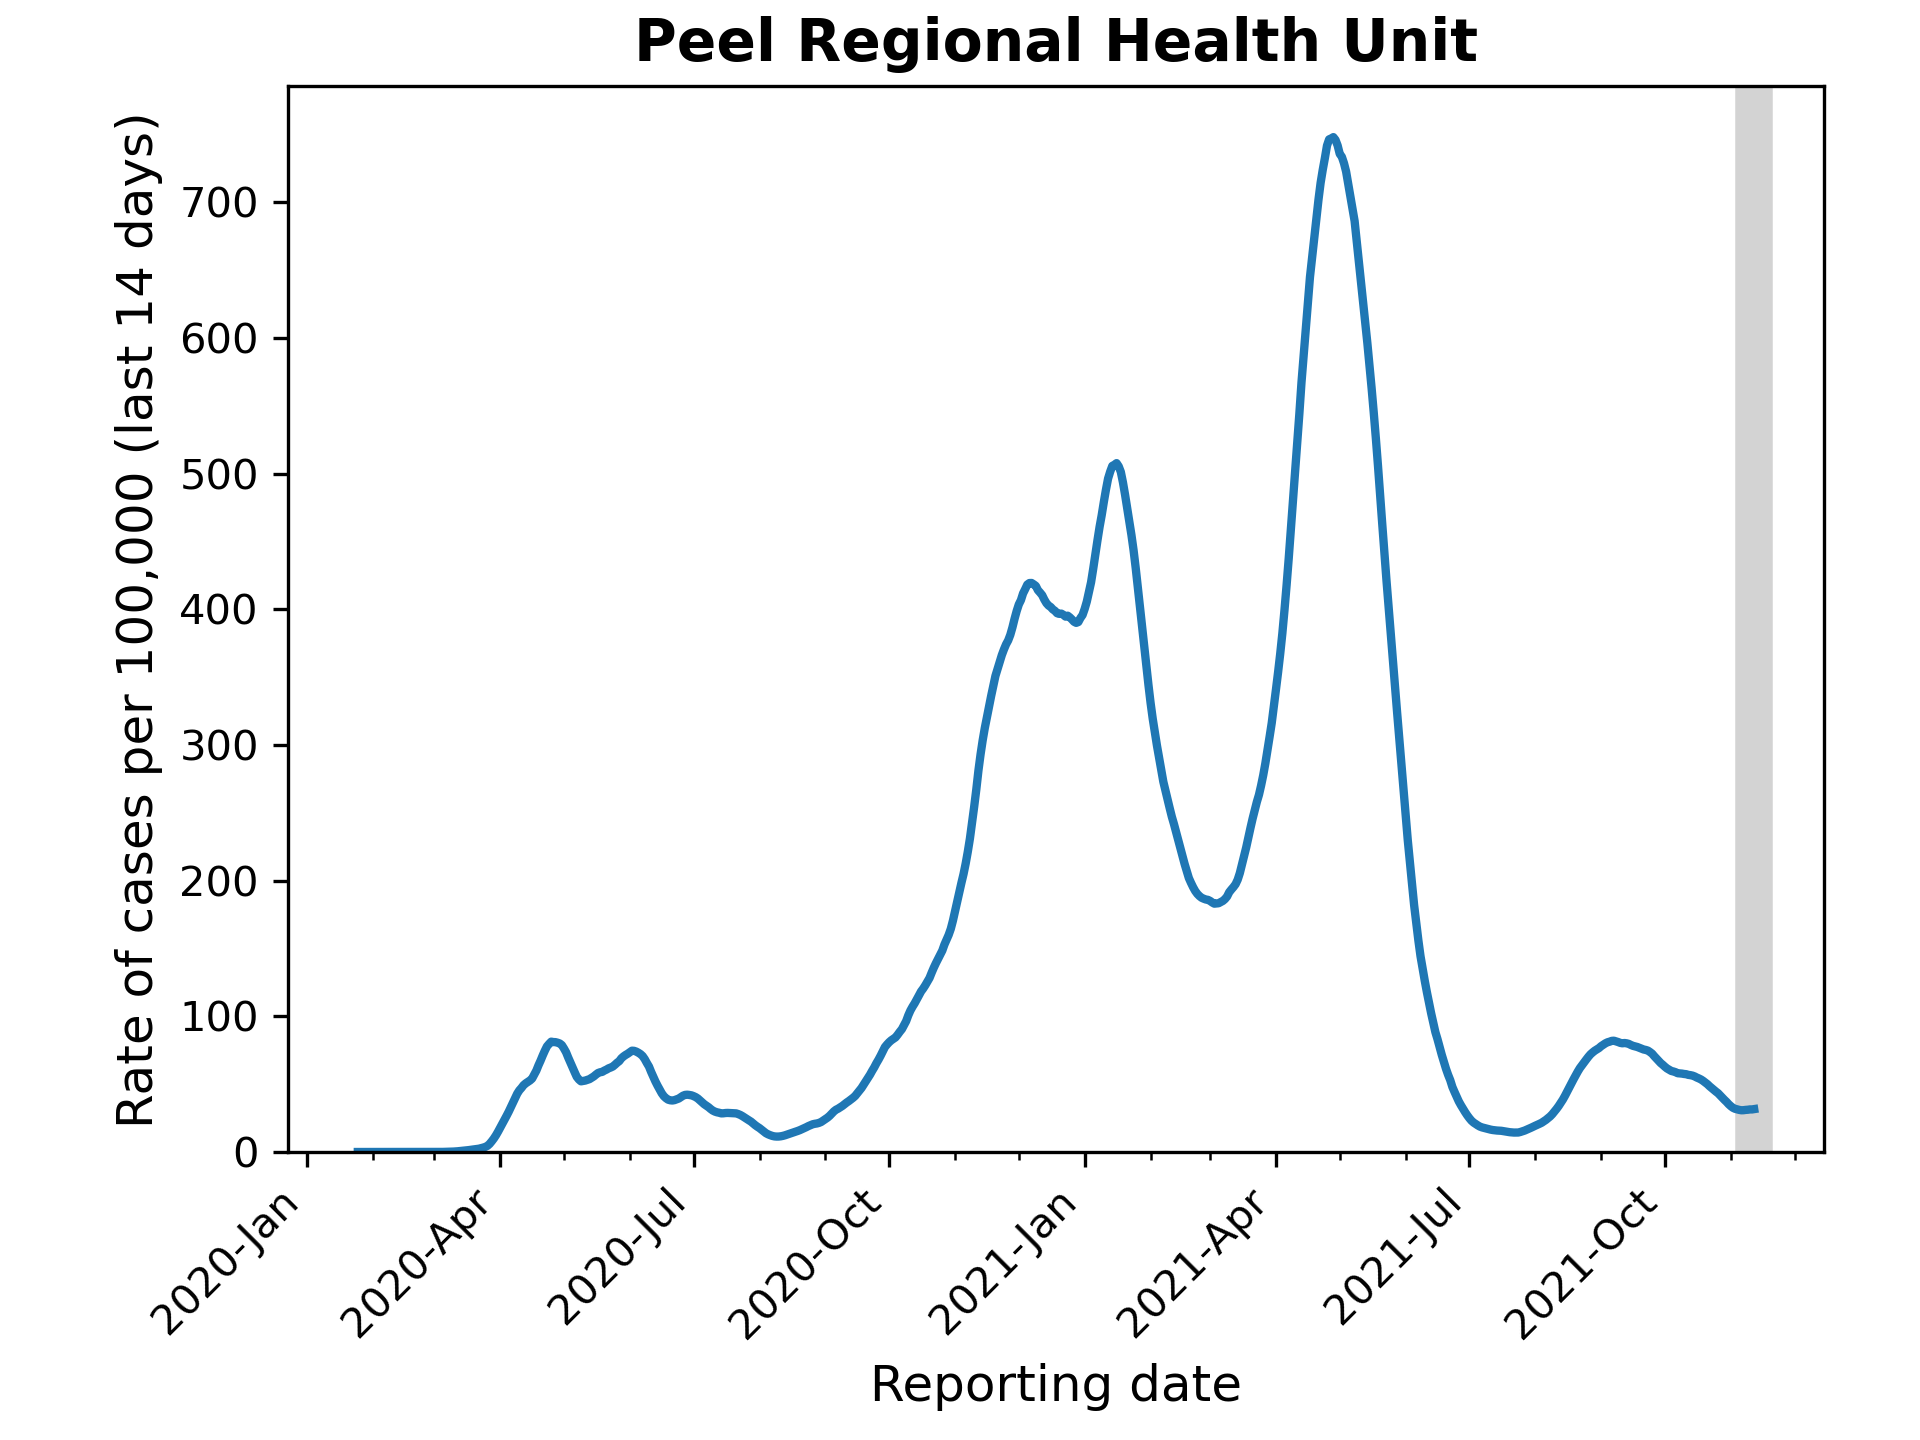 Peel Regional Health Unit
Rate of cases per 100,000 (last 14 days)
700
600
500
400
300
200
100
0
2020-Jan
2020-Apr
2020-Jul
2020-Oct
2021-Jan
2021-Apr
2021-Jul
2021-Oct
Reporting date